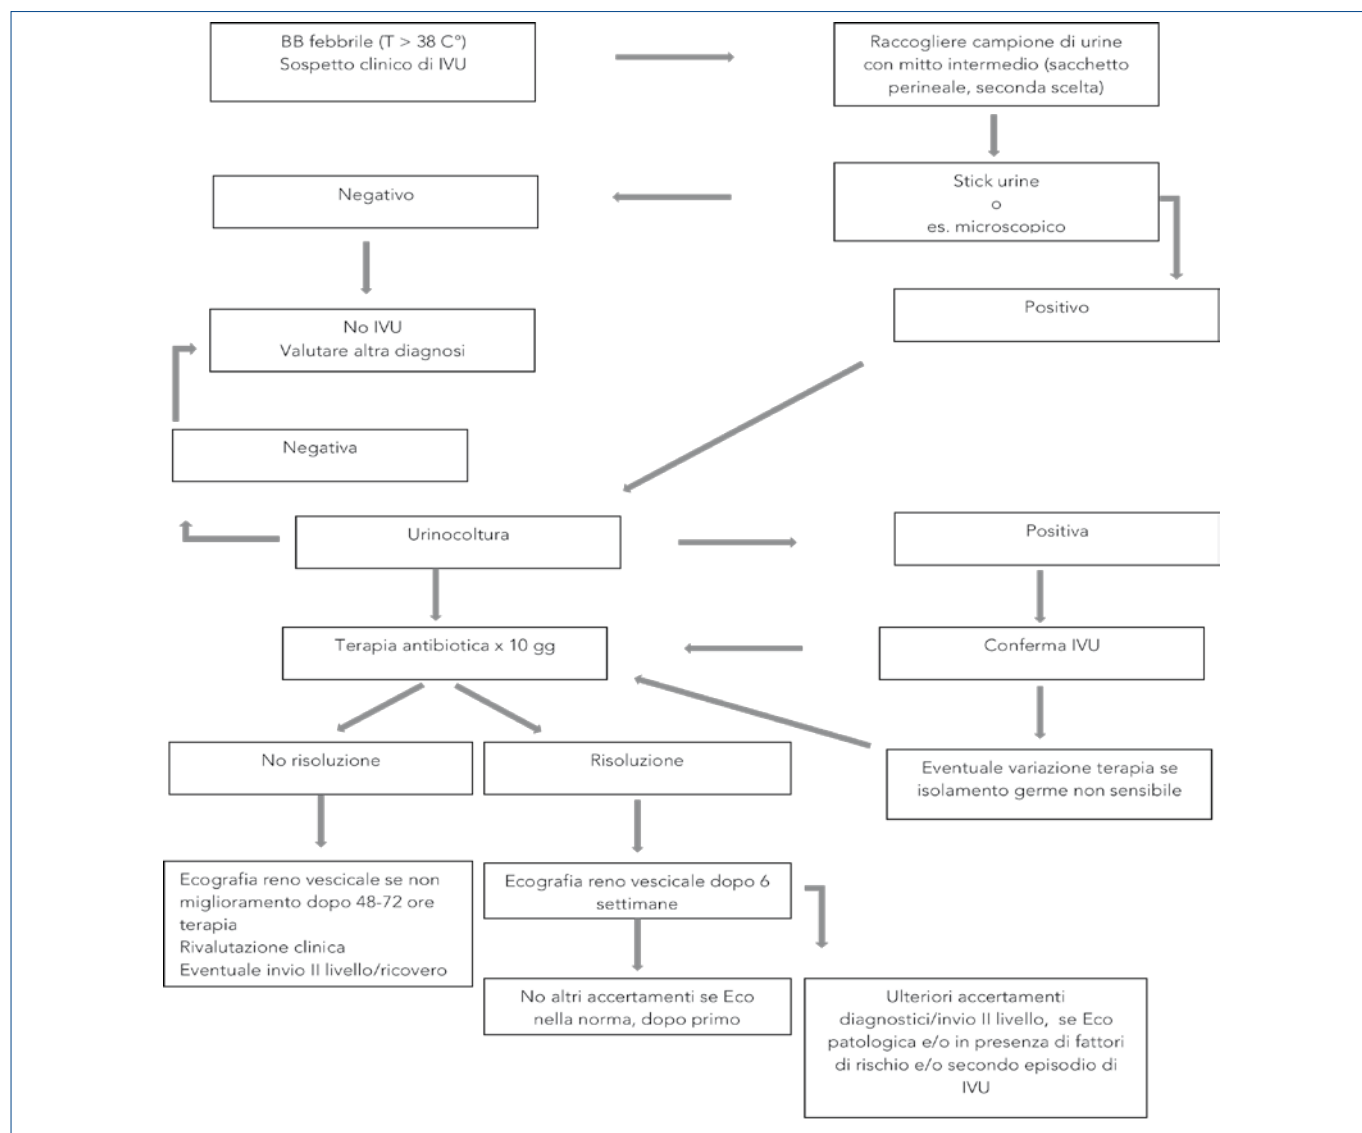 BB febbrile (T > 38 C°)
Sospetto clinico di IVU
Raccogliere campione di urine
con mitto intermedio (sacchetto
perineale, seconda scelta)
Negativo
Stick urine
o
es. microscopico
Positivo
No IVU
Valutare altra diagnosi
Negativa
Urinocoltura
Positiva
Terapia antibiotica x 10 gg
Conferma IVU
No risoluzione
Risoluzione
Eventuale variazione terapia se
isolamento germe non sensibile
Ecografia reno vescicale se non
miglioramento dopo 48-72 ore
terapia
Rivalutazione clinica
Eventuale invio II livello/ricovero
Ecografia reno vescicale dopo 6
settimane
No altri accertamenti se Eco
nella norma, dopo primo
Ulteriori accertamenti
diagnostici/invio II livello, se Eco
patologica e/o in presenza di fattori
di rischio e/o secondo episodio di
IVU